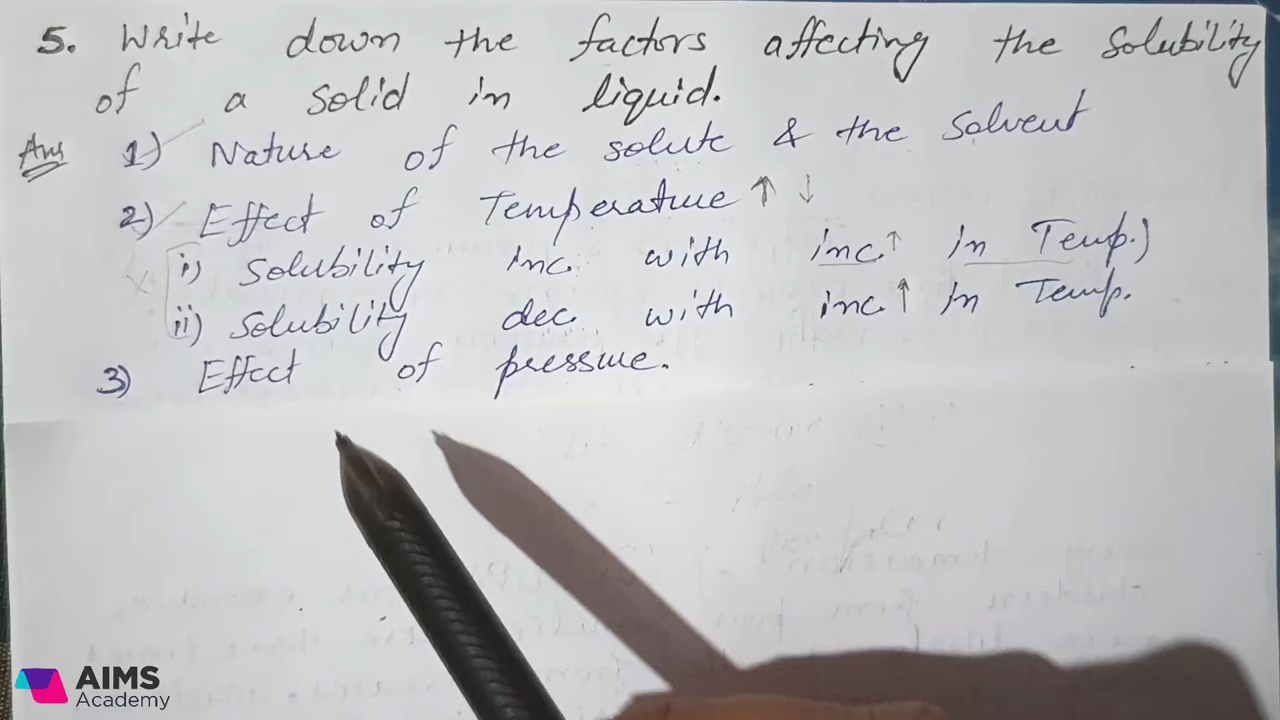 5. Write down the factors affecting the solubility
of a solid in liquid.
Ans 1) Nature of the solute & the solvent
2) Effect of Temperature ↑ ↓
i) Solubility inc. with inc. ↑ in Temp.)
ii) Solubility dec. with inc. ↑ in Temp.
3) Effect of pressure.
AIMS
Academy